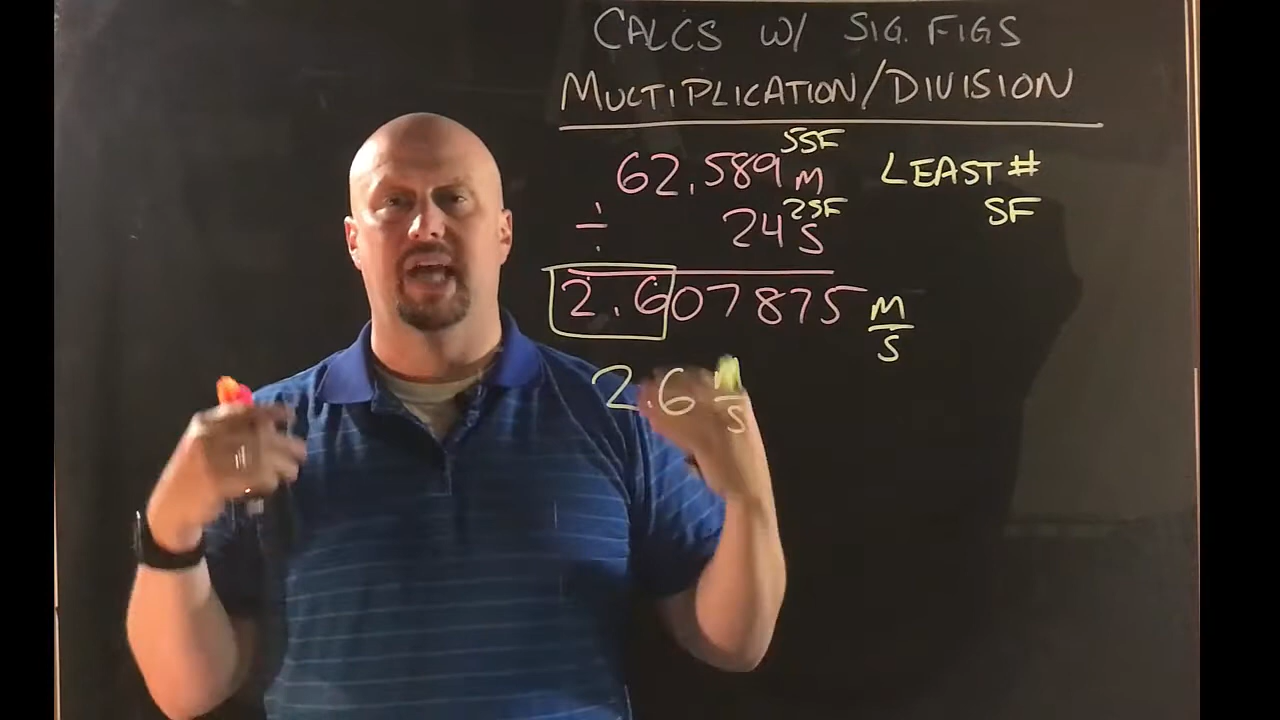 CALCS W/ SIG. FIGS
MULTIPLICATION/DIVISION
5SF
62.589 M
LEAST #
SF
2SF
÷ 24 S
2.607875 M/S
2.6 M/S